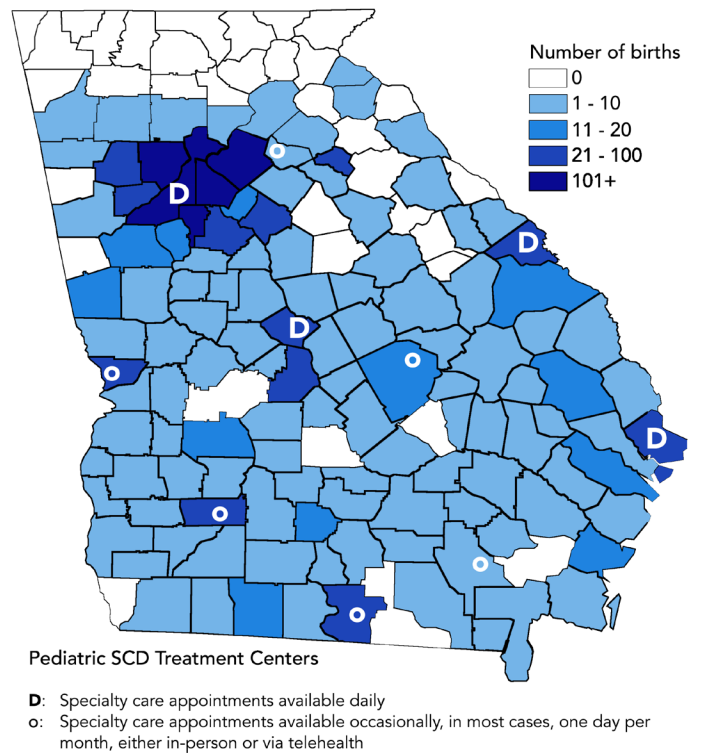 Number of births
0
1 - 10
11 - 20
21 - 100
101+
o
D
D
D
o
o
D
o
o
o
Pediatric SCD Treatment Centers
D: Specialty care appointments available daily
o: Specialty care appointments available occasionally, in most cases, one day per
month, either in-person or via telehealth